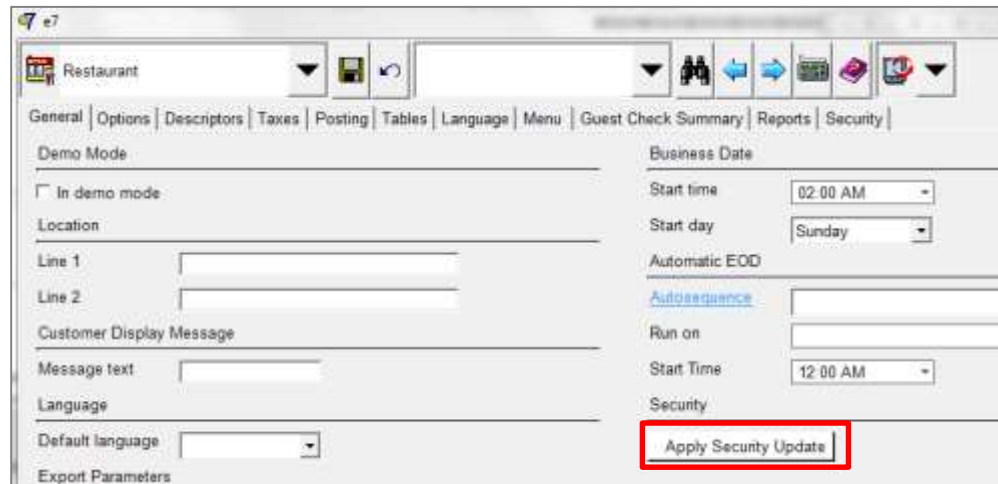 e7
Restaurant
General Options Descriptors Taxes Posting Tables Language Menu Guest Check Summary Reports Security
Demo Mode
In demo mode
Location
Line 1
Line 2
Customer Display Message
Message text
Language
Default language
Export Parameters
Business Date
Start time 02:00 AM
Start day Sunday
Automatic EOD
Autosequence
Run on
Start Time 12:00 AM
Security
Apply Security Update